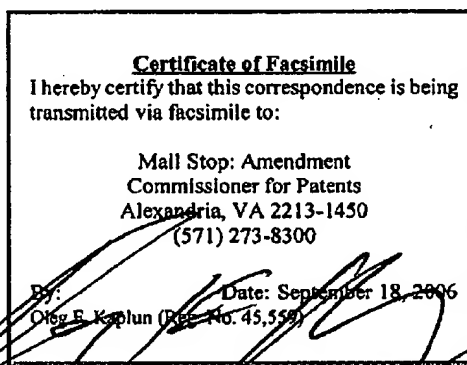 Certificate of Facsimile
I hereby certify that this correspondence is being
transmitted via facsimile to:
Mail Stop: Amendment
Commissioner for Patents
Alexandria, VA 2213-1450
(571) 273-8300
By: Date: September 18, 2006
Oleg F. Kaplun (Reg. No. 45,559)